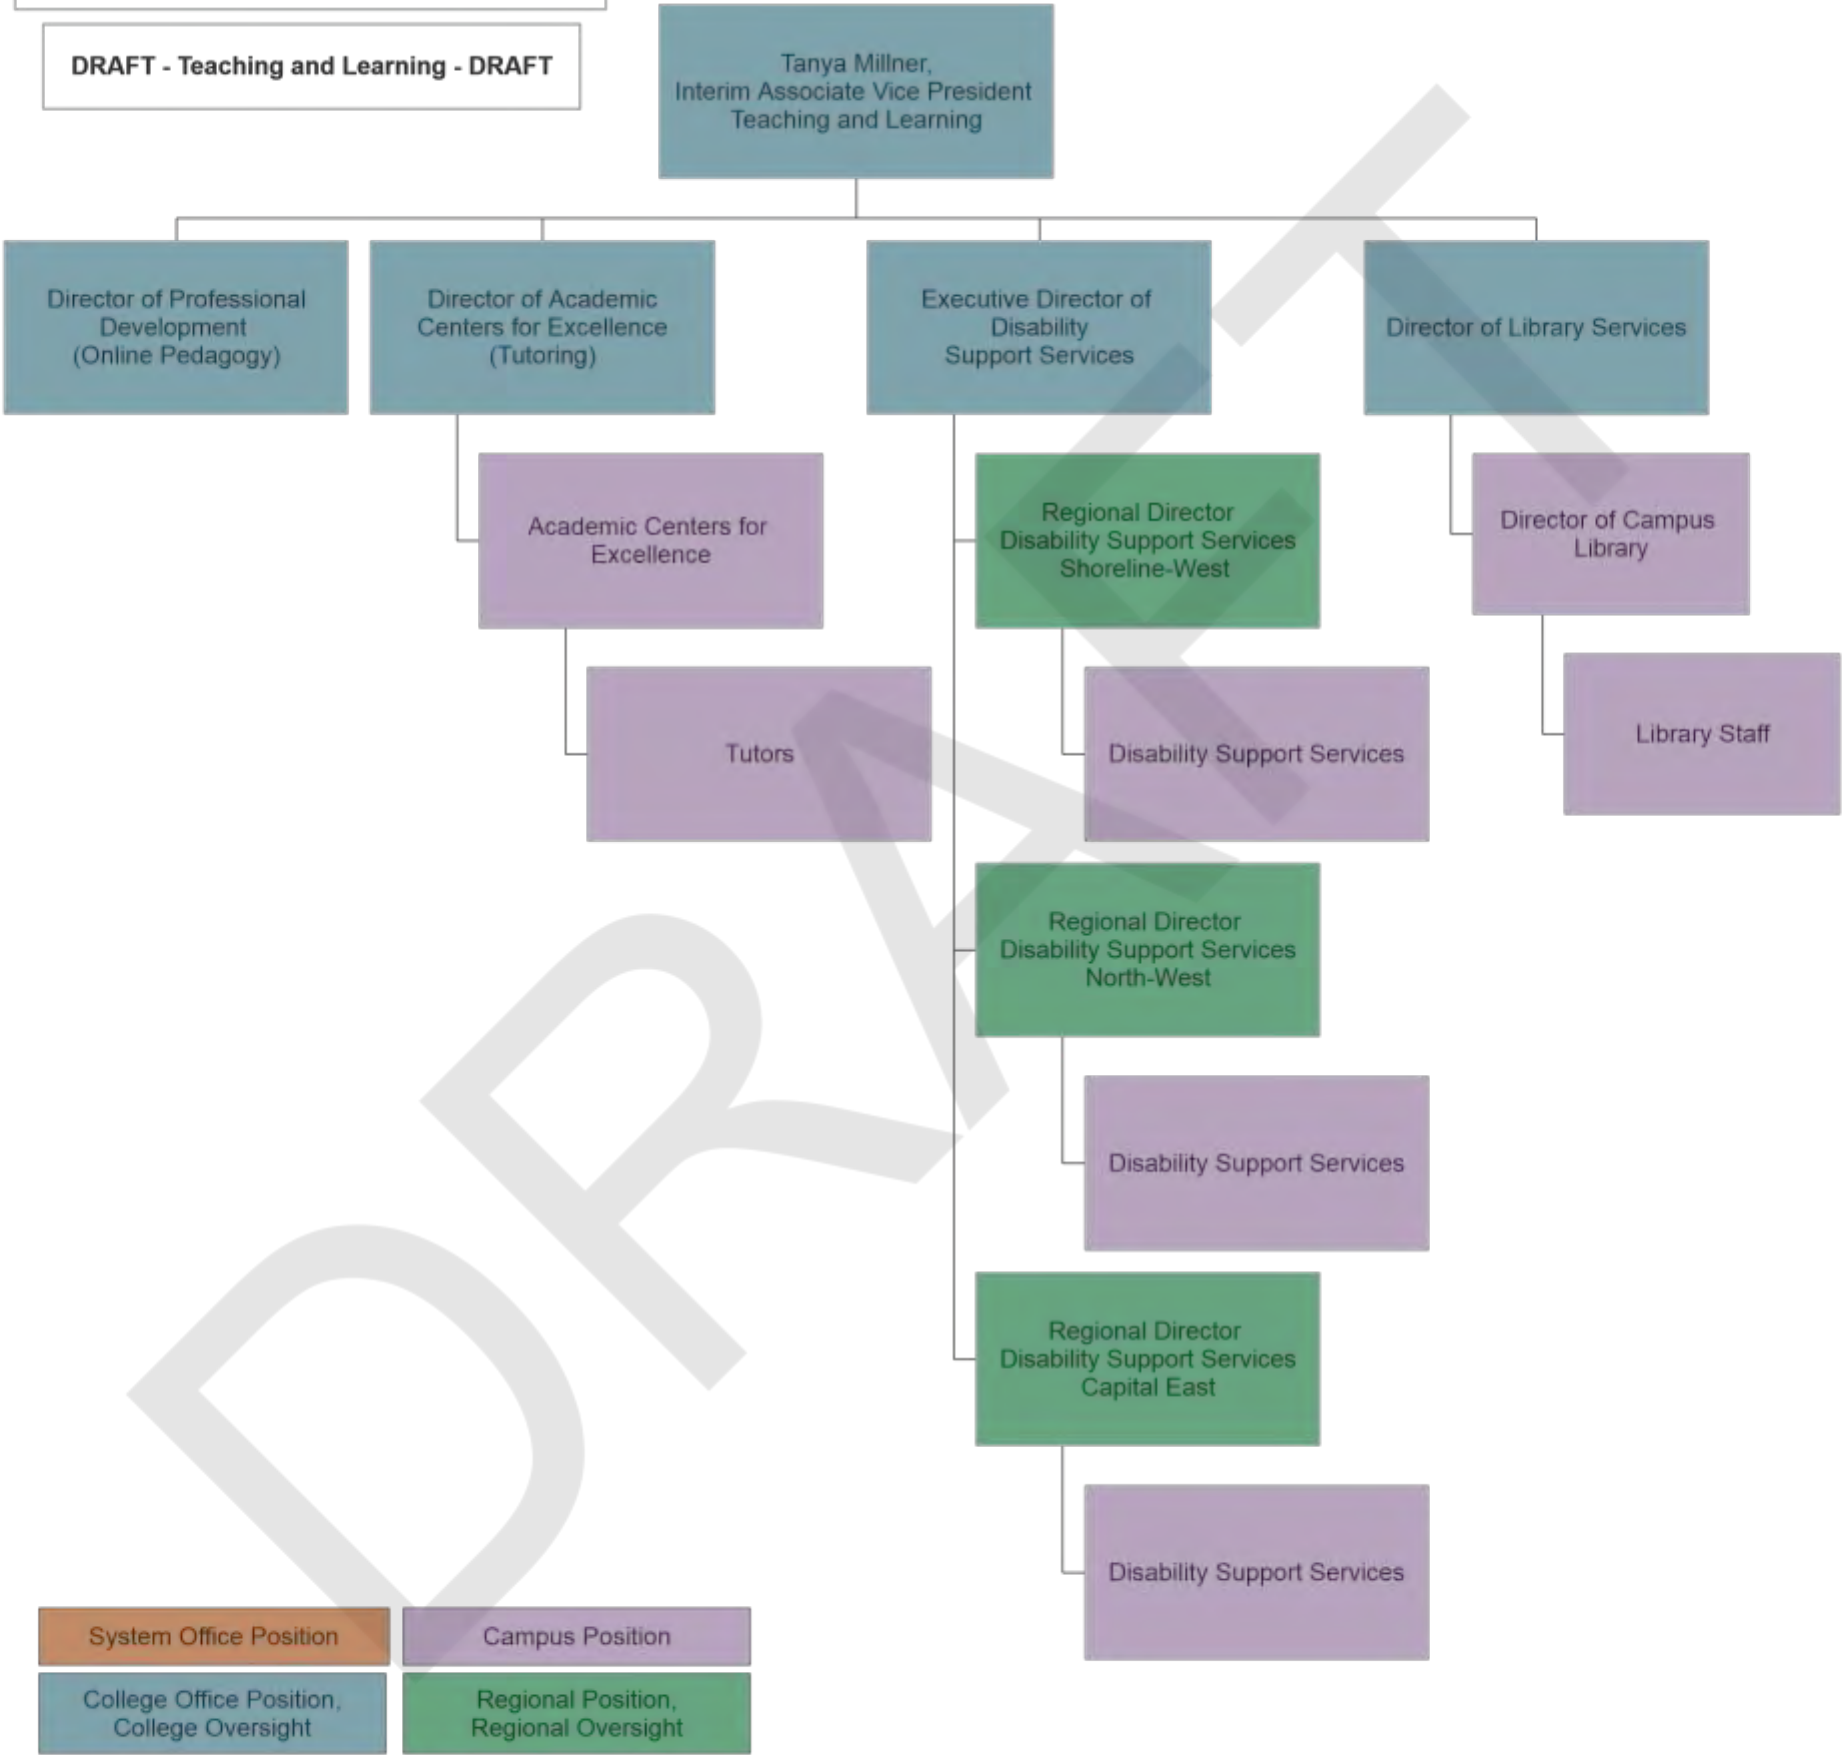 DRAFT - Teaching and Learning - DRAFT
Tanya Millner,
Interim Associate Vice President
Teaching and Learning
Director of Professional
Development
(Online Pedagogy)
Director of Academic
Centers for Excellence
(Tutoring)
Executive Director of
Disability
Support Services
Director of Library Services
Academic Centers for
Excellence
Tutors
Regional Director
Disability Support Services
Shoreline-West
Disability Support Services
Regional Director
Disability Support Services
North-West
Disability Support Services
Regional Director
Disability Support Services
Capital East
Disability Support Services
Director of Campus
Library
Library Staff
System Office Position
Campus Position
College Office Position,
College Oversight
Regional Position,
Regional Oversight
DRAFT